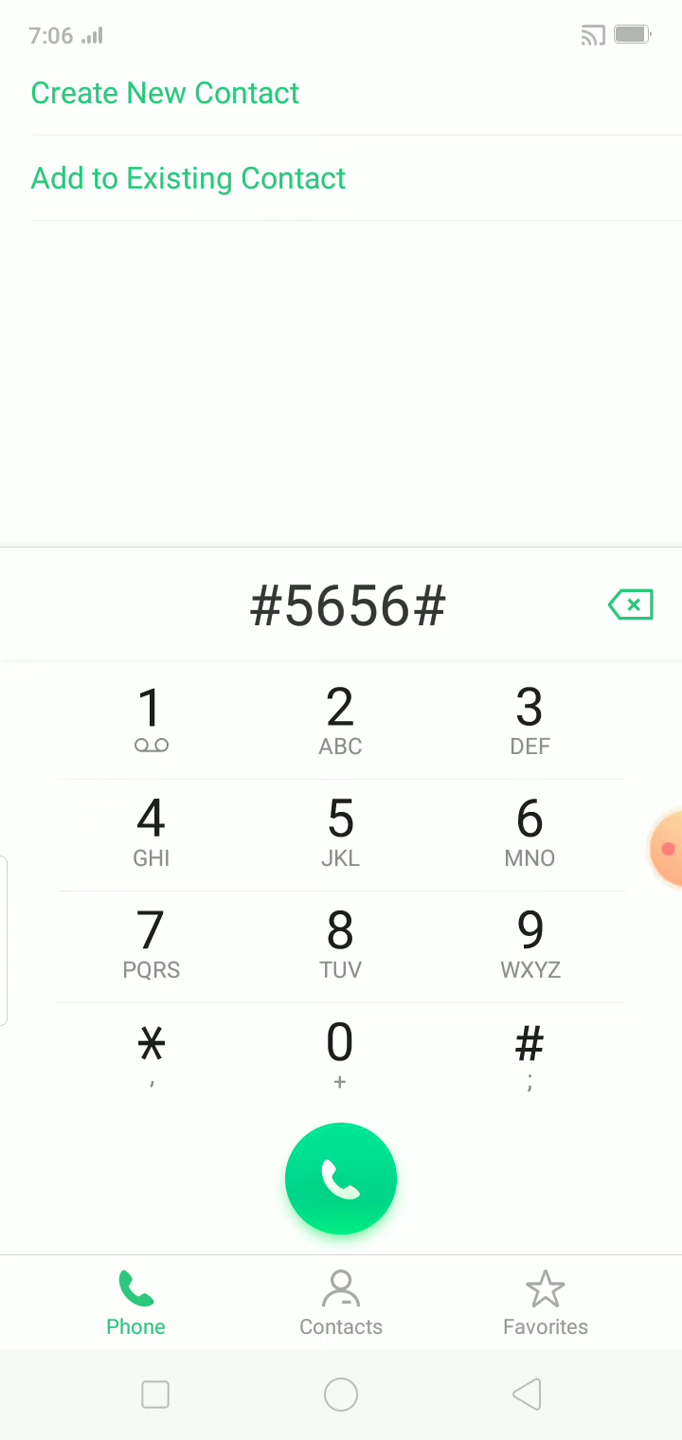 7:06
Create New Contact
Add to Existing Contact
#5656#
1 2 3
ABC DEF
4 5 6
GHI JKL MNO
7 8 9
PQRS TUV WXYZ
* 0 #
, + ;
Phone Contacts Favorites